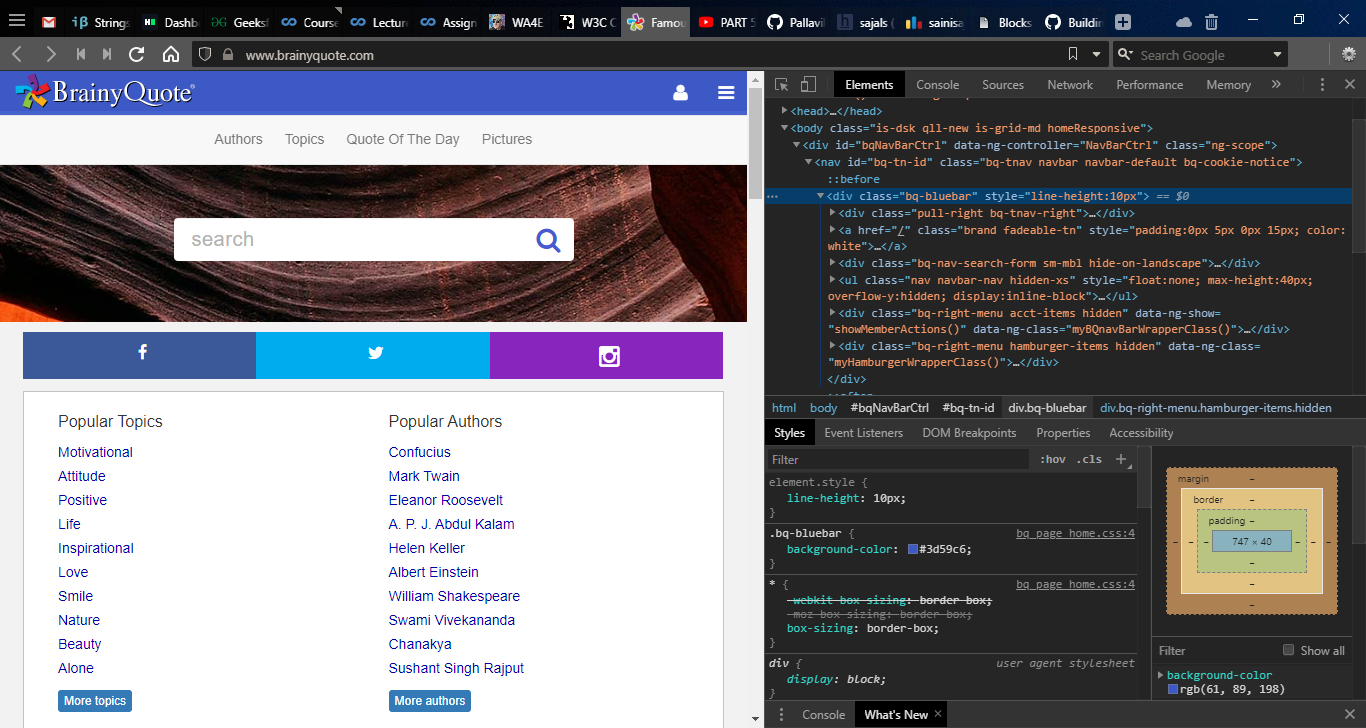 Strings
Dashb
Geeksf
Course
Lecture
Assign
WA4E
W3C C
Famou
PART 5
Pallavi
sajals (
sainisa
Blocks
Buildin
www.brainyquote.com
Search Google
BrainyQuote
Authors Topics Quote Of The Day Pictures
search
Popular Topics
Motivational
Attitude
Positive
Life
Inspirational
Love
Smile
Nature
Beauty
Alone
More topics
Popular Authors
Confucius
Mark Twain
Eleanor Roosevelt
A. P. J. Abdul Kalam
Helen Keller
Albert Einstein
William Shakespeare
Swami Vivekananda
Chanakya
Sushant Singh Rajput
More authors
Elements Console Sources Network Performance Memory »
<head>…</head>
<body class="is-dsk qll-new is-grid-md homeResponsive">
<div id="bqNavBarCtrl" data-ng-controller="NavBarCtrl" class="ng-scope">
<nav id="bq-tn-id" class="bq-tnav navbar navbar-default bq-cookie-notice">
::before
<div class="bq-bluebar" style="line-height:10px"> == $0
<div class="pull-right bq-tnav-right">…</div>
<a href="/" class="brand fadeable-tn" style="padding:0px 5px 0px 15px; color:
white">…</a>
<div class="bq-nav-search-form sm-mbl hide-on-landscape">…</div>
<ul class="nav navbar-nav hidden-xs" style="float:none; max-height:40px;
overflow-y:hidden; display:inline-block">…</ul>
<div class="bq-right-menu acct-items hidden" data-ng-show=
"showMemberActions()" data-ng-class="myBQnavBarWrapperClass()">…</div>
<div class="bq-right-menu hamburger-items hidden" data-ng-class=
"myHamburgerWrapperClass()">…</div>
</div>
html body #bqNavBarCtrl #bq-tn-id div.bq-bluebar div.bq-right-menu.hamburger-items.hidden
Styles Event Listeners DOM Breakpoints Properties Accessibility
Filter :hov .cls +
element.style {
line-height: 10px;
}
.bq-bluebar { bq_page_home.css:4
background-color: #3d59c6;
}
* { bq_page_home.css:4
-webkit-box-sizing: border-box;
-moz-box-sizing: border-box;
box-sizing: border-box;
}
div { user agent stylesheet
display: block;
}
margin –
border –
padding –
– – – 747 × 40 – – –
–
–
–
Filter Show all
background-color
rgb(61, 89, 198)
Console What's New ×